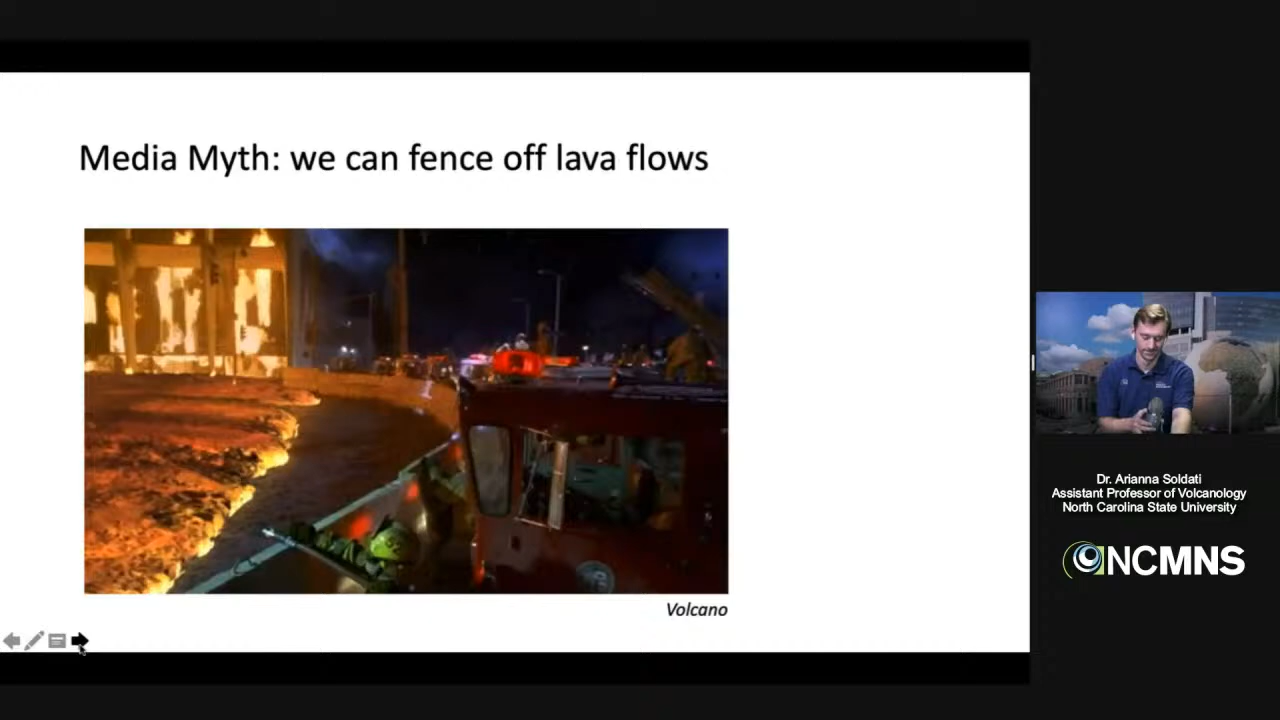 Media Myth: we can fence off lava flows
Volcano
Dr. Arianna Soldati
Assistant Professor of Volcanology
North Carolina State University
NCMNS